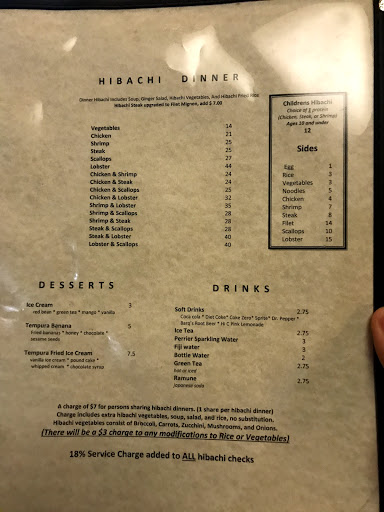 HIBACHI DINNER
Dinner Hibachi Includes Soup, Ginger Salad, Hibachi Vegetables, And Hibachi Fried Rice
Hibachi Steak upgraded to Filet Mignon, add $ 7.00
Vegetables 14
Chicken 21
Shrimp 25
Steak 25
Scallops 27
Lobster 44
Chicken & Shrimp 24
Chicken & Steak 24
Chicken & Scallops 25
Chicken & Lobster 32
Shrimp & Lobster 35
Shrimp & Scallops 28
Shrimp & Steak 28
Steak & Scallops 28
Steak & Lobster 40
Lobster & Scallops 40
Childrens Hibachi
Choice of 1 protein
(Chicken, Steak, or Shrimp)
Ages 10 and under
12
Sides
Egg 1
Rice 3
Vegetables 3
Noodles 5
Chicken 4
Shrimp 7
Steak 8
Filet 14
Scallops 10
Lobster 15
DESSERTS
Ice Cream 3
red bean * green tea * mango * vanilla
Tempura Banana 5
fried bananas * honey * chocolate *
sesame seeds
Tempura Fried Ice Cream 7.5
vanilla ice cream * pound cake *
whipped cream * chocolate syrup
DRINKS
Soft Drinks 2.75
Coca cola * Diet Coke* Coke Zero* Sprite* Dr. Pepper *
Barq's Root Beer * Hi C Pink Lemonade
Ice Tea 2.75
Perrior Sparkling Water 3
Fiji water 3
Bottle Water 2
Green Tea 2.75
hot or iced
Ramune 2.75
japanese soda
A charge of $7 for persons sharing hibachi dinners. (1 share per hibachi dinner)
Charge includes extra hibachi vegetables, soup, salad, and rice, no substitution.
Hibachi vegetables consist of Broccoli, Carrots, Zucchini, Mushrooms, and Onions.
(There will be a $3 charge to any modifications to Rice or Vegetables)
18% Service Charge added to ALL hibachi checks